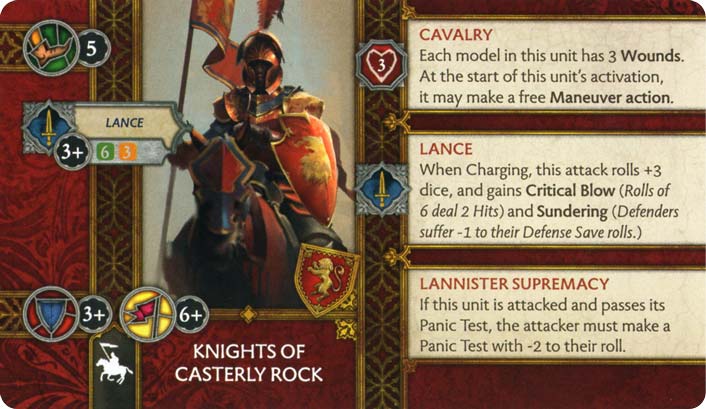 5
LANCE
3+ 6 3
3+ 6+
KNIGHTS OF
CASTERLY ROCK
3
CAVALRY
Each model in this unit has 3 Wounds.
At the start of this unit's activation,
it may make a free Maneuver action.
LANCE
When Charging, this attack rolls +3
dice, and gains Critical Blow (Rolls of
6 deal 2 Hits) and Sundering (Defenders
suffer -1 to their Defense Save rolls.)
LANNISTER SUPREMACY
If this unit is attacked and passes its
Panic Test, the attacker must make a
Panic Test with -2 to their roll.